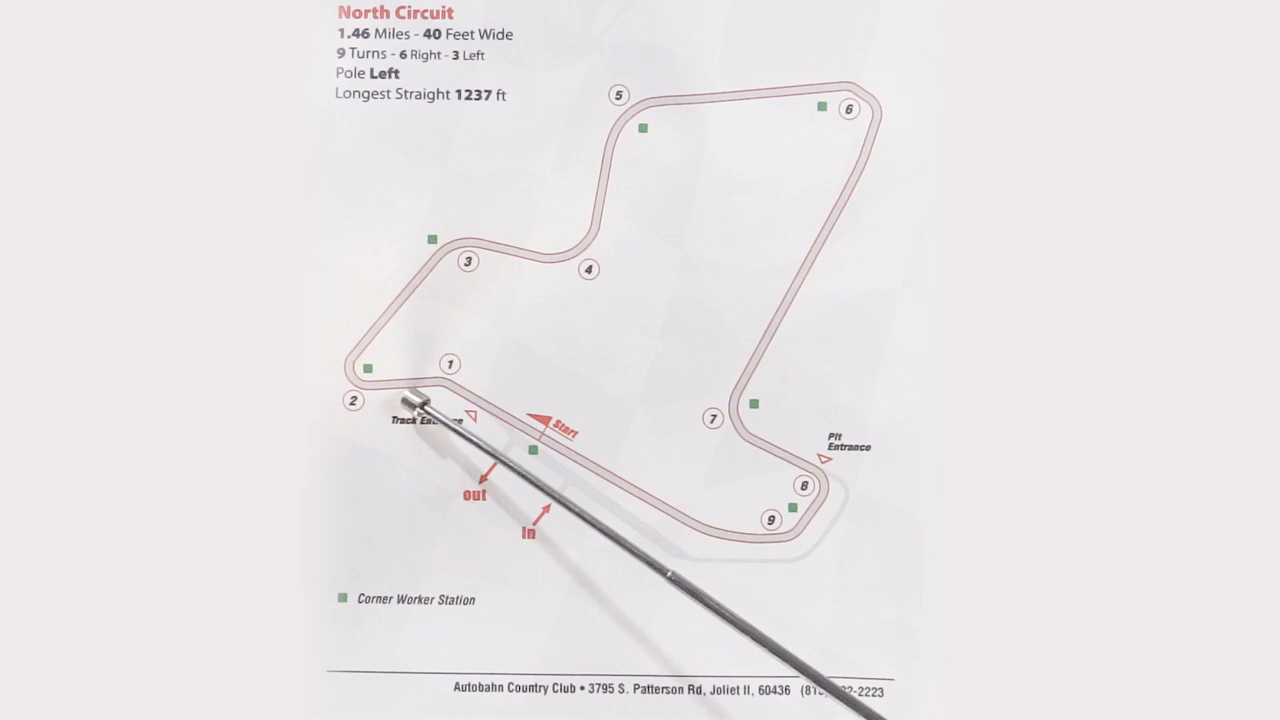 North Circuit
1.46 Miles - 40 Feet Wide
9 Turns - 6 Right - 3 Left
Pole Left
Longest Straight 1237 ft
5
6
3
4
1
2
Track
Start
7
Pit
Entrance
8
9
out
in
Corner Worker Station
Autobahn Country Club • 3795 S. Patterson Rd, Joliet Il, 60436